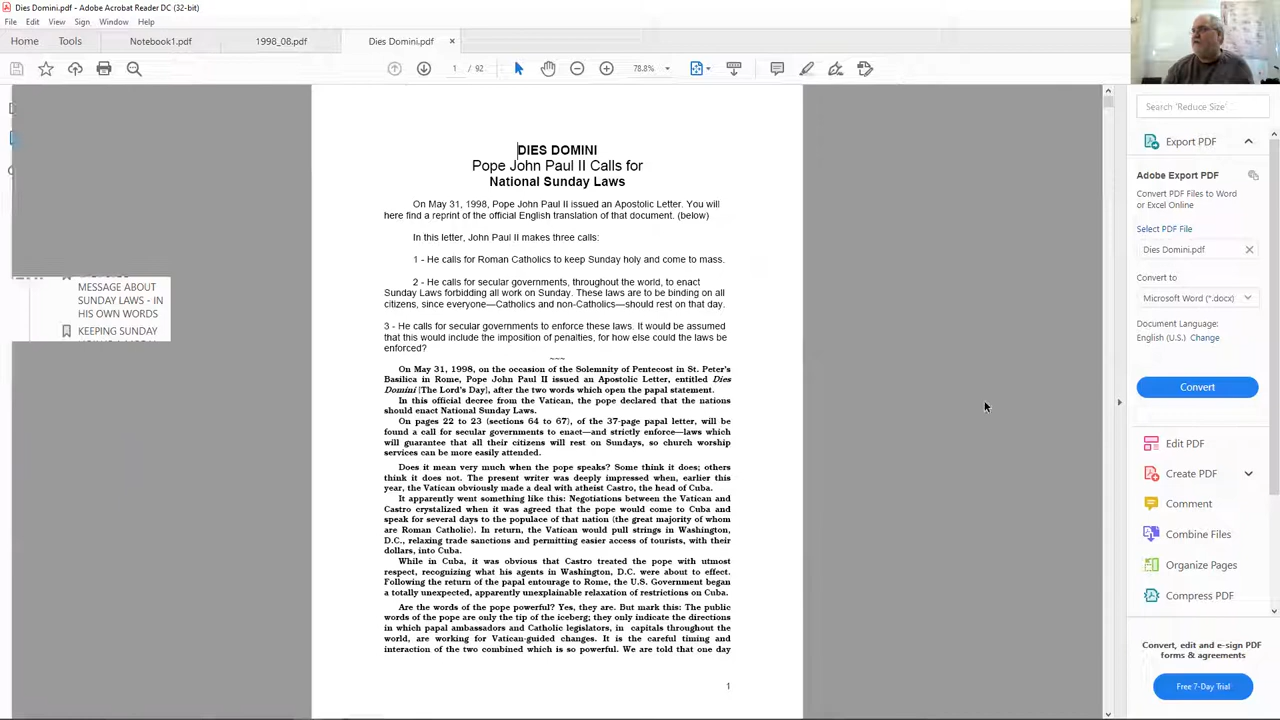 Dies Domini.pdf - Adobe Acrobat Reader DC (32-bit)
File Edit View Sign Window Help
Home Tools Notebook1.pdf 1998_08.pdf Dies Domini.pdf ×
1 / 92 78.8%
MESSAGE ABOUT
SUNDAY LAWS - IN
HIS OWN WORDS
KEEPING SUNDAY
DIES DOMINI
Pope John Paul II Calls for
National Sunday Laws
On May 31, 1998, Pope John Paul II issued an Apostolic Letter. You will
here find a reprint of the official English translation of that document. (below)
In this letter, John Paul II makes three calls:
1 - He calls for Roman Catholics to keep Sunday holy and come to mass.
2 - He calls for secular governments, throughout the world, to enact
Sunday Laws forbidding all work on Sunday. These laws are to be binding on all
citizens, since everyone—Catholics and non-Catholics—should rest on that day.
3 - He calls for secular governments to enforce these laws. It would be assumed
that this would include the imposition of penalties, for how else could the laws be
enforced?
~~~
On May 31, 1998, on the occasion of the Solemnity of Pentecost in St. Peter's
Basilica in Rome, Pope John Paul II issued an Apostolic Letter, entitled Dies
Domini [The Lord's Day], after the two words which open the papal statement.
In this official decree from the Vatican, the pope declared that the nations
should enact National Sunday Laws.
On pages 22 to 23 (sections 64 to 67), of the 37-page papal letter, will be
found a call for secular governments to enact—and strictly enforce—laws which
will guarantee that all their citizens will rest on Sundays, so church worship
services can be more easily attended.
Does it mean very much when the pope speaks? Some think it does; others
think it does not. The present writer was deeply impressed when, earlier this
year, the Vatican obviously made a deal with atheist Castro, the head of Cuba.
It apparently went something like this: Negotiations between the Vatican and
Castro crystalized when it was agreed that the pope would come to Cuba and
speak for several days to the populace of that nation (the great majority of whom
are Roman Catholic). In return, the Vatican would pull strings in Washington,
D.C., relaxing trade sanctions and permitting easier access of tourists, with their
dollars, into Cuba.
While in Cuba, it was obvious that Castro treated the pope with utmost
respect, recognizing what his agents in Washington, D.C. were about to effect.
Following the return of the papal entourage to Rome, the U.S. Government began
a totally unexpected, apparently unexplainable relaxation of restrictions on Cuba.
Are the words of the pope powerful? Yes, they are. But mark this: The public
words of the pope are only the tip of the iceberg; they only indicate the directions
in which papal ambassadors and Catholic legislators, in capitals throughout the
world, are working for Vatican-guided changes. It is the careful timing and
interaction of the two combined which is so powerful. We are told that one day
1
Search 'Reduce Size'...
Export PDF
Adobe Export PDF
Convert PDF Files to Word
or Excel Online
Select PDF File
Dies Domini.pdf ×
Convert to
Microsoft Word (*.docx)
Document Language:
English (U.S.) Change
Convert
Edit PDF
Create PDF
Comment
Combine Files
Organize Pages
Compress PDF
Convert, edit and e-sign PDF
forms & agreements
Free 7-Day Trial